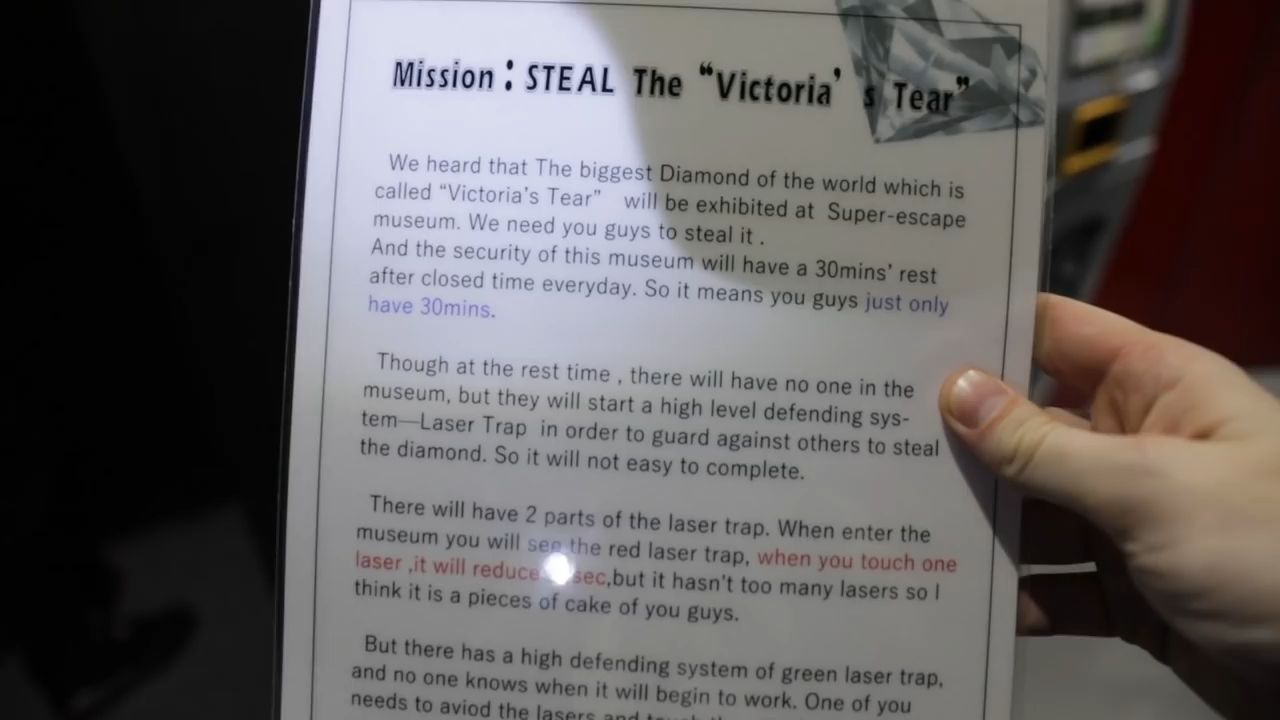 Mission：STEAL The “Victoria’s Tear”
We heard that The biggest Diamond of the world which is
called “Victoria’s Tear” will be exhibited at Super-escape
museum. We need you guys to steal it .
And the security of this museum will have a 30mins’ rest
after closed time everyday. So it means you guys just only
have 30mins.
Though at the rest time , there will have no one in the
museum, but they will start a high level defending sys-
tem—Laser Trap in order to guard against others to steal
the diamond. So it will not easy to complete.
There will have 2 parts of the laser trap. When enter the
museum you will see the red laser trap, when you touch one
laser ,it will reduce sec,but it hasn't too many lasers so I
think it is a pieces of cake of you guys.
But there has a high defending system of green laser trap,
and no one knows when it will begin to work. One of you
needs to aviod the lasers and